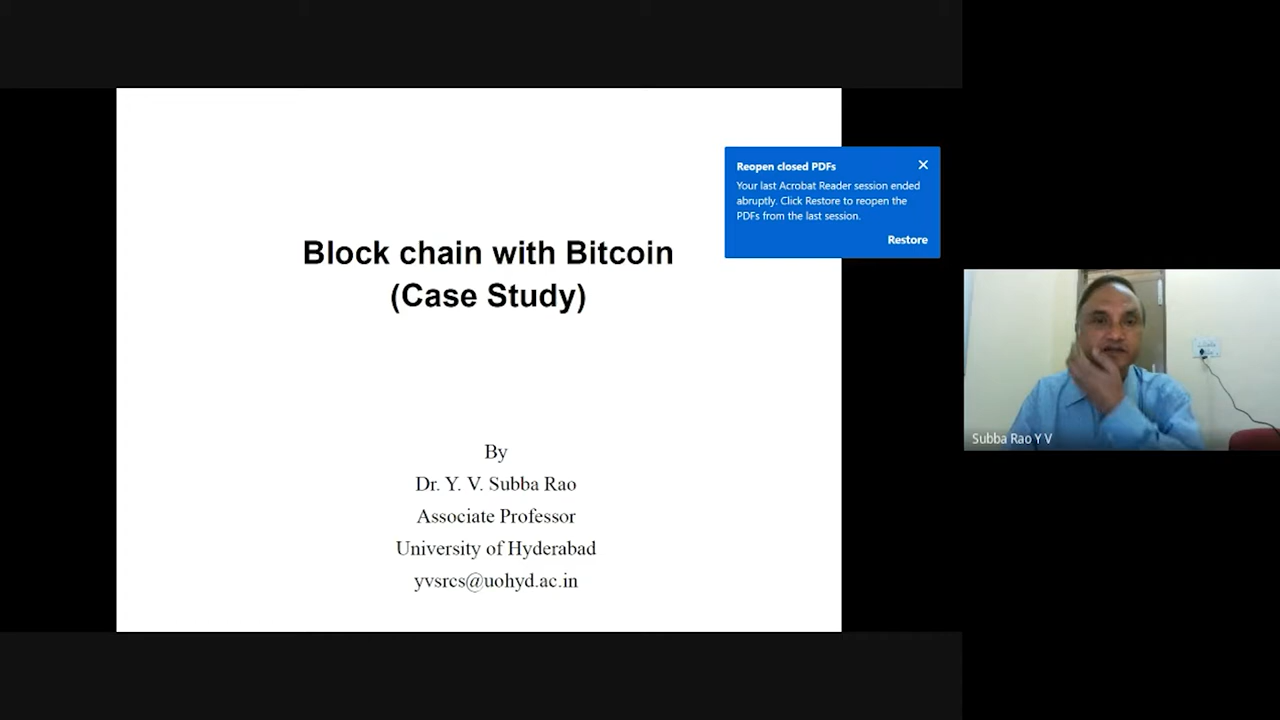 Block chain with Bitcoin
(Case Study)
By
Dr. Y. V. Subba Rao
Associate Professor
University of Hyderabad
yvsrcs@uohyd.ac.in
Reopen closed PDFs
Your last Acrobat Reader session ended
abruptly. Click Restore to reopen the
PDFs from the last session.
Restore
Subba Rao Y V